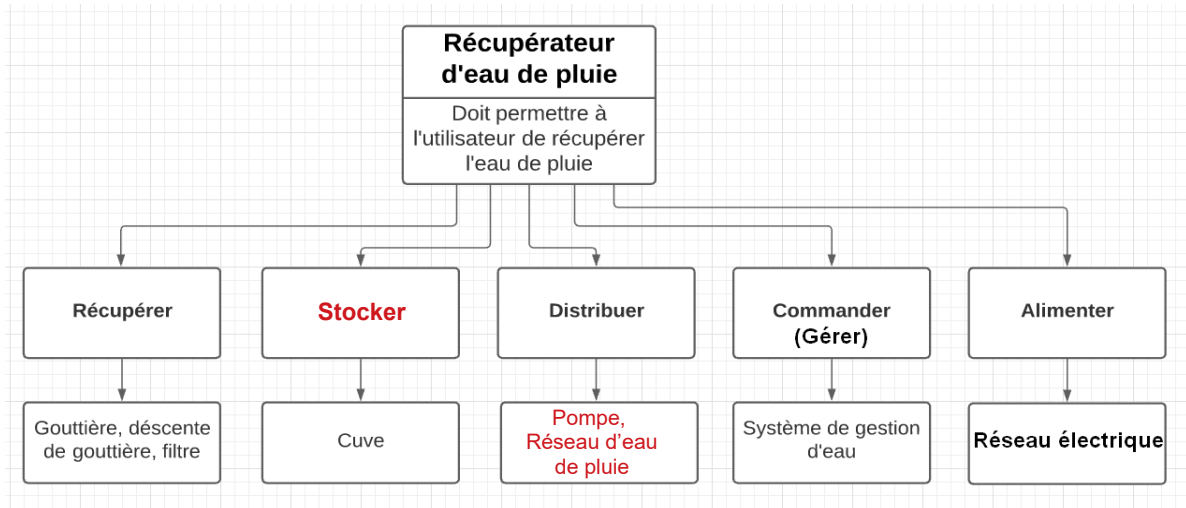 Récupérateur
d'eau de pluie
Doit permettre à
l'utilisateur de récupérer
l'eau de pluie
Récupérer
Stocker
Distribuer
Commander
(Gérer)
Alimenter
Gouttière, déscente
de gouttière, filtre
Cuve
Pompe,
Réseau d’eau
de pluie
Système de gestion
d'eau
Réseau électrique